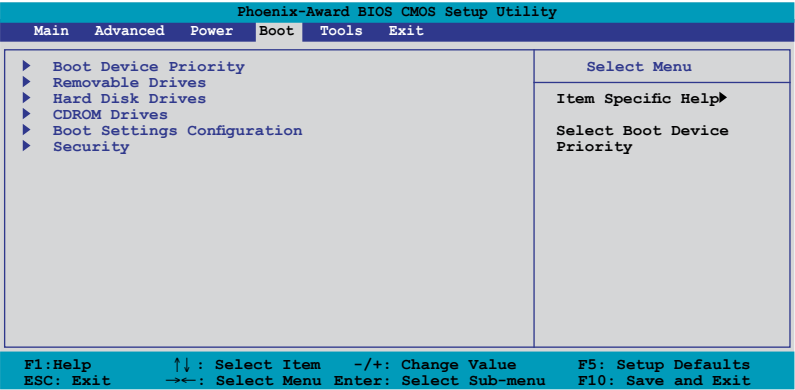 Phoenix-Award BIOS CMOS Setup Utility
Main Advanced Power Boot Tools Exit
Boot Device Priority
Removable Drives
Hard Disk Drives
CDROM Drives
Boot Settings Configuration
Security
Select Menu
Item Specific Help
Select Boot Device
Priority
F1:Help ↑↓: Select Item -/+: Change Value F5: Setup Defaults
ESC: Exit →←: Select Menu Enter: Select Sub-menu F10: Save and Exit